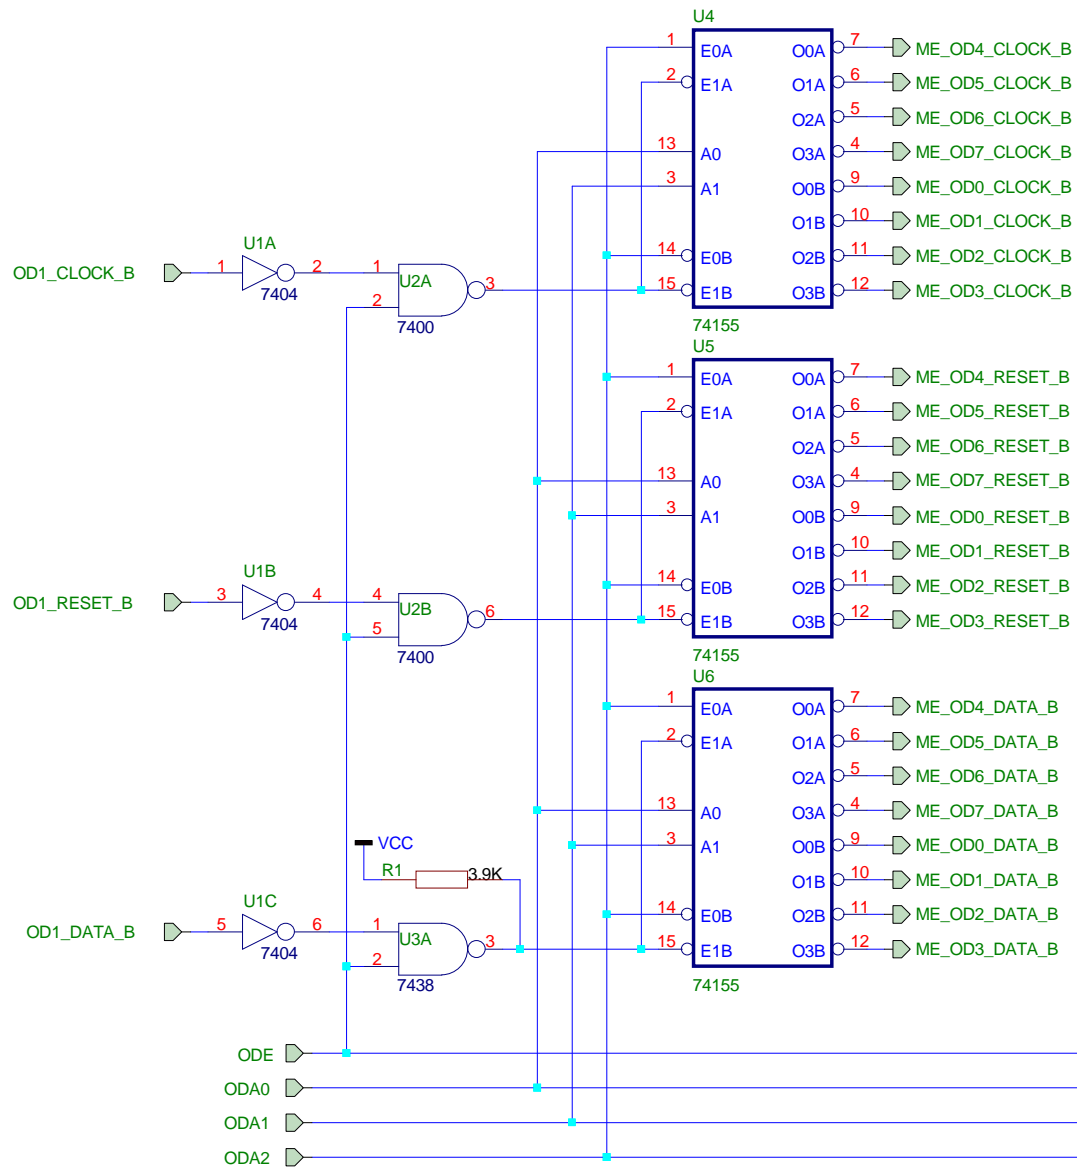 U4
1 E0A O0A 7 ME_OD4_CLOCK_B
2 E1A O1A 6 ME_OD5_CLOCK_B
O2A 5 ME_OD6_CLOCK_B
13 A0 O3A 4 ME_OD7_CLOCK_B
3 A1 O0B 9 ME_OD0_CLOCK_B
O1B 10 ME_OD1_CLOCK_B
14 E0B O2B 11 ME_OD2_CLOCK_B
15 E1B O3B 12 ME_OD3_CLOCK_B
74155
U1A
OD1_CLOCK_B 1 2 1 U2A 3
7404 2
7400
U5
1 E0A O0A 7 ME_OD4_RESET_B
2 E1A O1A 6 ME_OD5_RESET_B
O2A 5 ME_OD6_RESET_B
13 A0 O3A 4 ME_OD7_RESET_B
3 A1 O0B 9 ME_OD0_RESET_B
O1B 10 ME_OD1_RESET_B
14 E0B O2B 11 ME_OD2_RESET_B
15 E1B O3B 12 ME_OD3_RESET_B
74155
U1B
OD1_RESET_B 3 4 4 U2B 6
7404 5
7400
U6
1 E0A O0A 7 ME_OD4_DATA_B
2 E1A O1A 6 ME_OD5_DATA_B
O2A 5 ME_OD6_DATA_B
13 A0 O3A 4 ME_OD7_DATA_B
3 A1 O0B 9 ME_OD0_DATA_B
O1B 10 ME_OD1_DATA_B
14 E0B O2B 11 ME_OD2_DATA_B
15 E1B O3B 12 ME_OD3_DATA_B
74155
VCC
R1 3.9K
U1C
OD1_DATA_B 5 6 1 U3A 3
7404 2
7438
ODE
ODA0
ODA1
ODA2